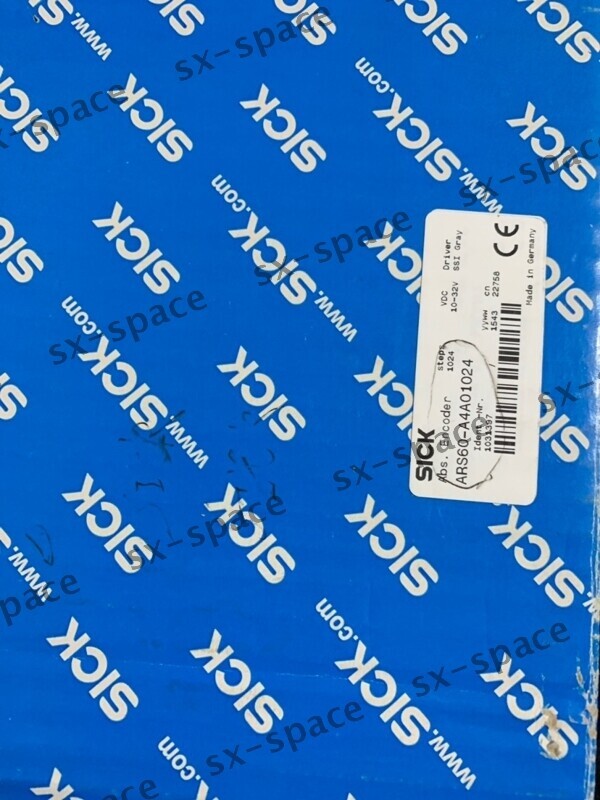 SICK
Abs. Encoder
ARS60-A4A01024
steps VDC Driver
1024 10-32V SSI Gray
Ident.-Nr. yyww cn
1031397 1543 22758
CE
Made in Germany
www.SICK.com
SICK
sx-space